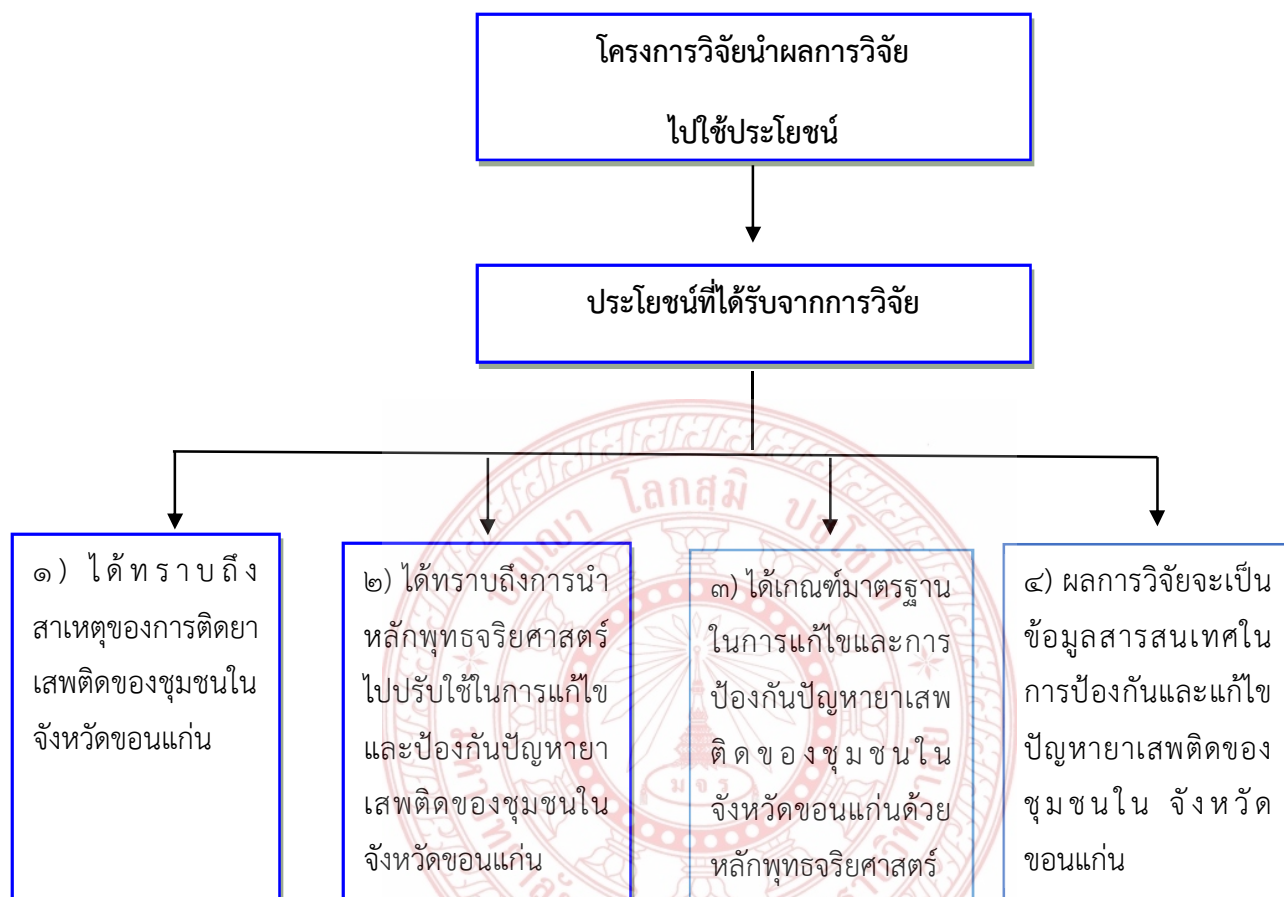 โครงการวิจัยนำผลการวิจัย
ไปใช้ประโยชน์
ประโยชน์ที่ได้รับจากการวิจัย
๑) ได้ทราบถึง
สาเหตุของการติดยา
เสพติดของชุมชนใน
จังหวัดขอนแก่น
๒) ได้ทราบถึงการนำ
หลักพุทธจริยศาสตร์
ไปปรับใช้ในการแก้ไข
และป้องกันปัญหายา
เสพติดของชุมชนใน
จังหวัดขอนแก่น
๓) ได้เกณฑ์มาตรฐาน
ในการแก้ไขและการ
ป้องกันปัญหายาเสพ
ติดของชุมชนใน
จังหวัดขอนแก่นด้วย
หลักพุทธจริยศาสตร์
๔) ผลการวิจัยจะเป็น
ข้อมูลสารสนเทศใน
การป้องกันและแก้ไข
ปัญหายาเสพติดของ
ชุมชนใน จังหวัด
ขอนแก่น
โลกสฺมิ
ม จ ร